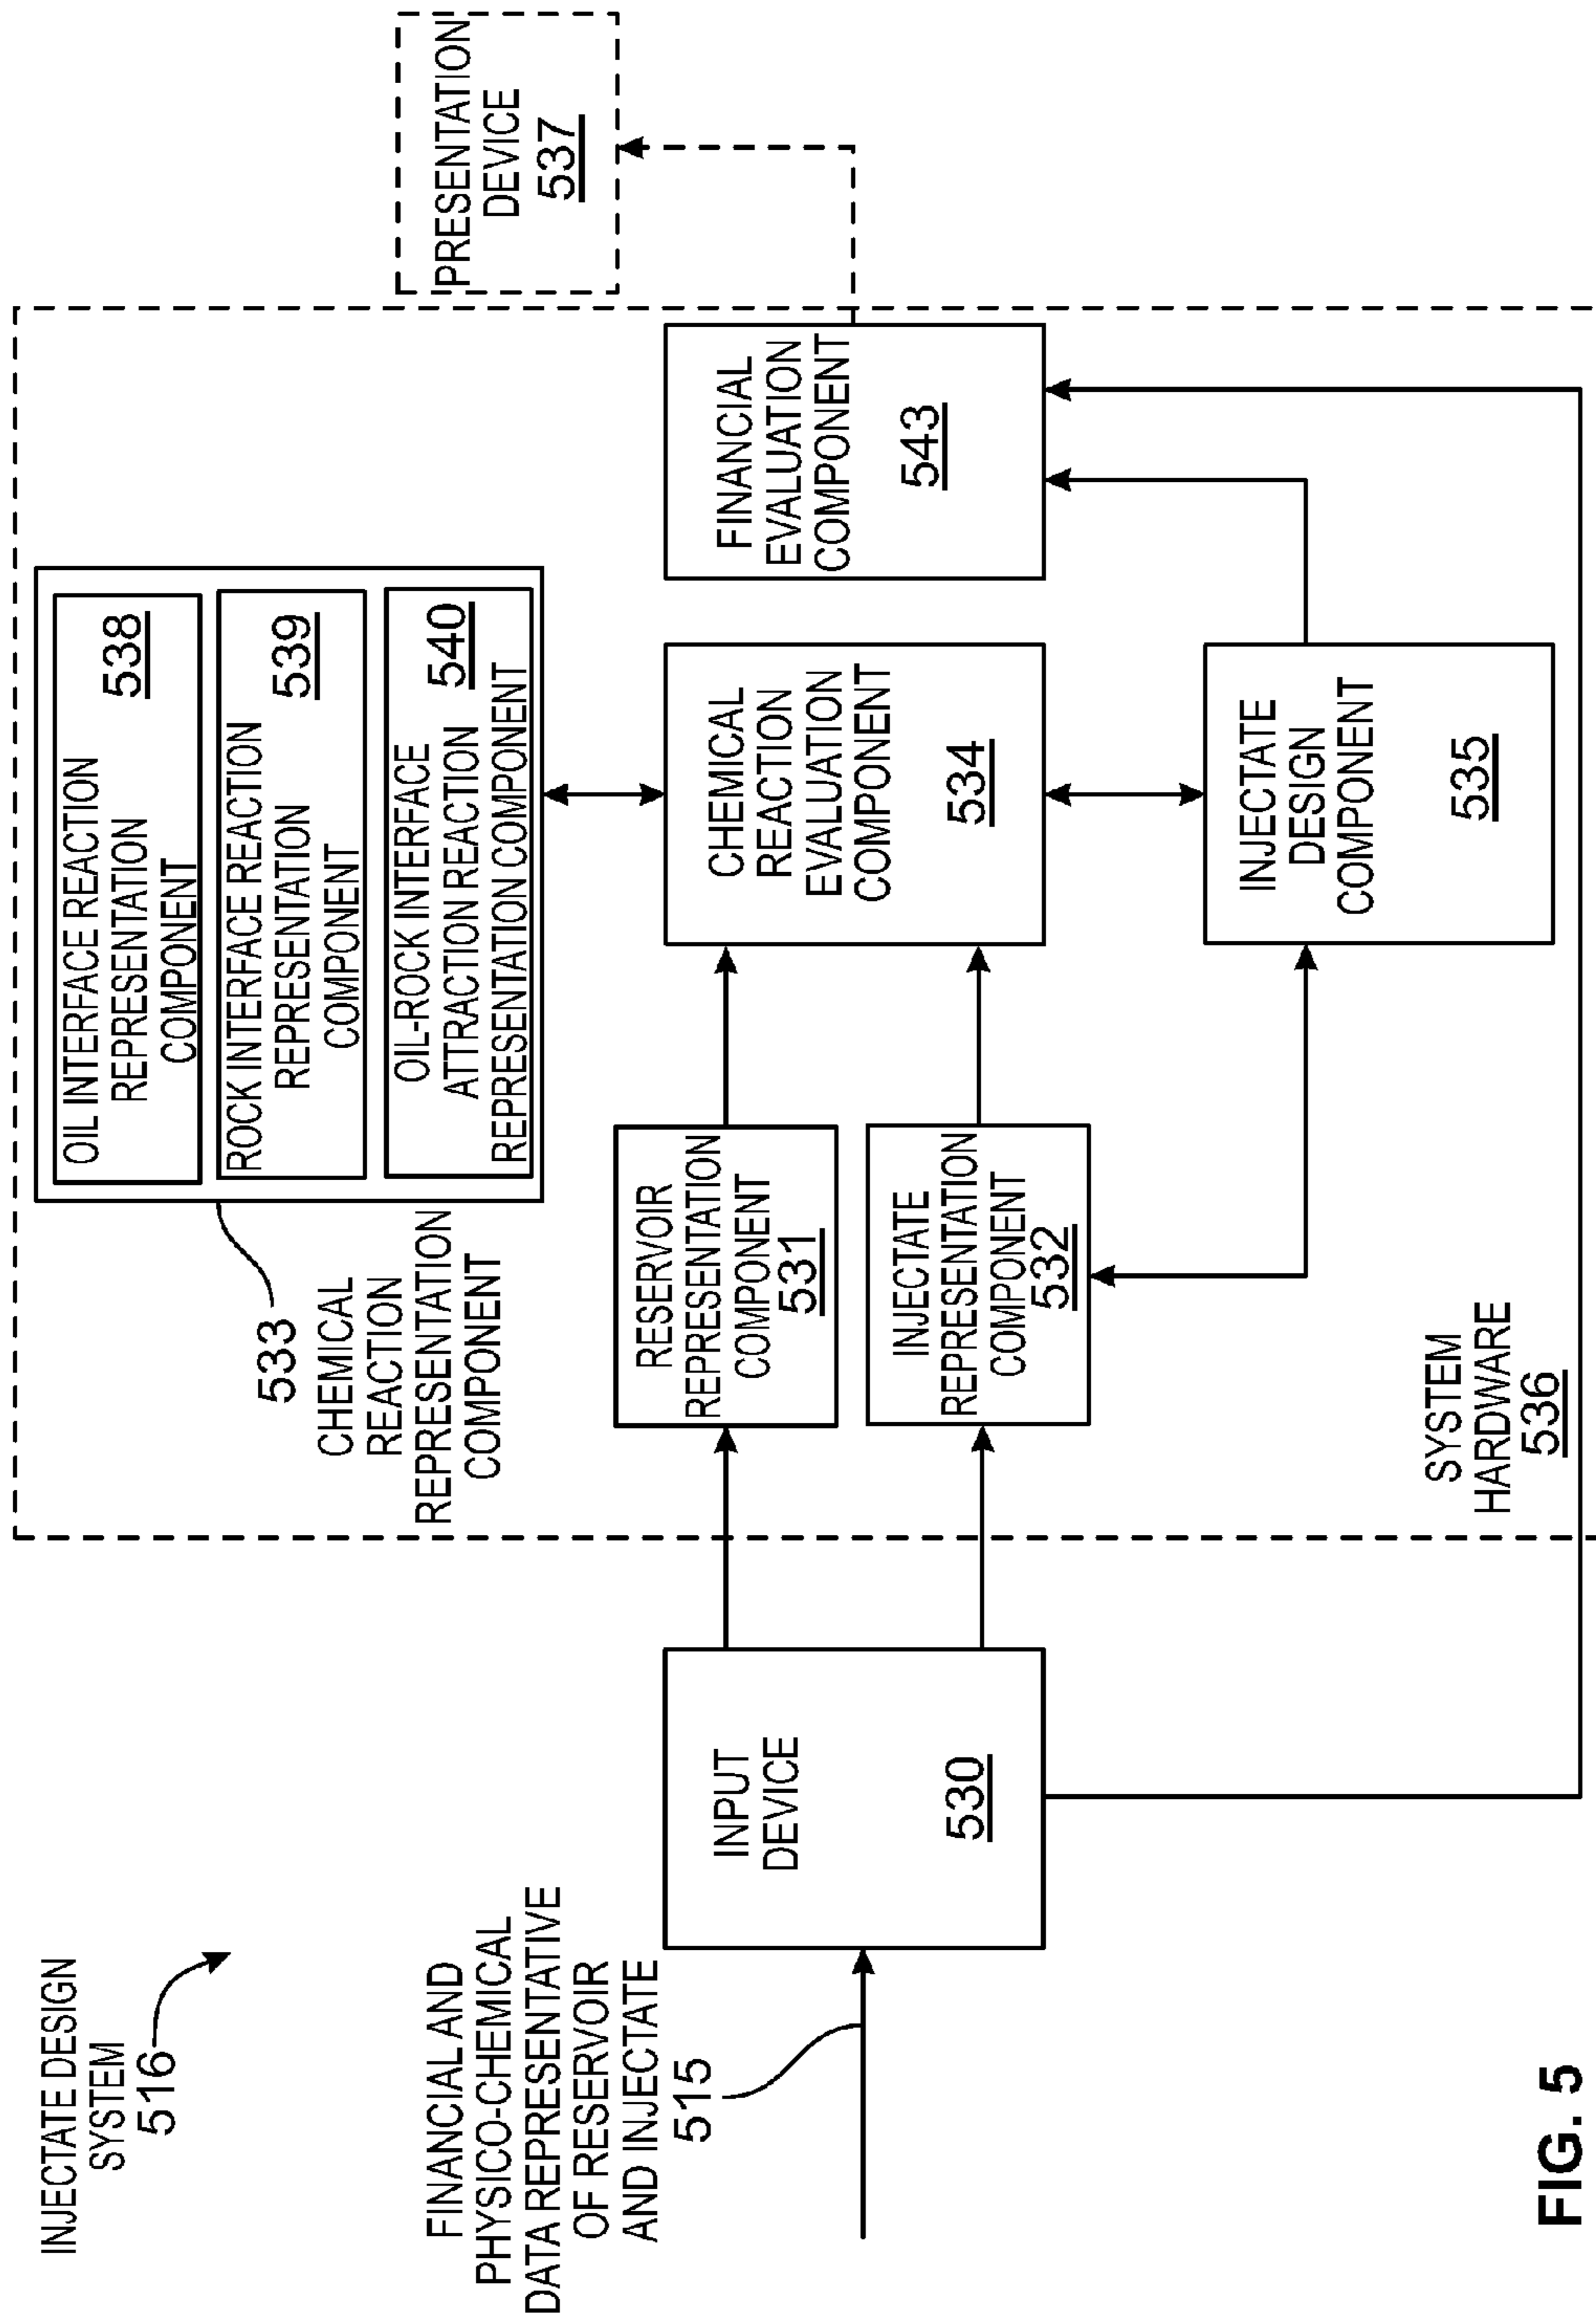 INJECTATE DESIGN
SYSTEM
516
FINANCIAL AND
PHYSICO-CHEMICAL
DATA REPRESENTATIVE
OF RESERVOIR
AND INJECTATE
515
INPUT
DEVICE
530
533
CHEMICAL
REACTION
REPRESENTATION
COMPONENT
OIL INTERFACE REACTION
REPRESENTATION
COMPONENT
538
ROCK INTERFACE REACTION
REPRESENTATION
COMPONENT
539
OIL-ROCK INTERFACE
ATTRACTION REACTION
REPRESENTATION COMPONENT
540
RESERVOIR
REPRESENTATION
COMPONENT
531
INJECTATE
REPRESENTATION
COMPONENT
532
CHEMICAL
REACTION
EVALUATION
COMPONENT
534
INJECTATE
DESIGN
COMPONENT
535
FINANCIAL
EVALUATION
COMPONENT
543
PRESENTATION
DEVICE
537
SYSTEM
HARDWARE
536
FIG. 5